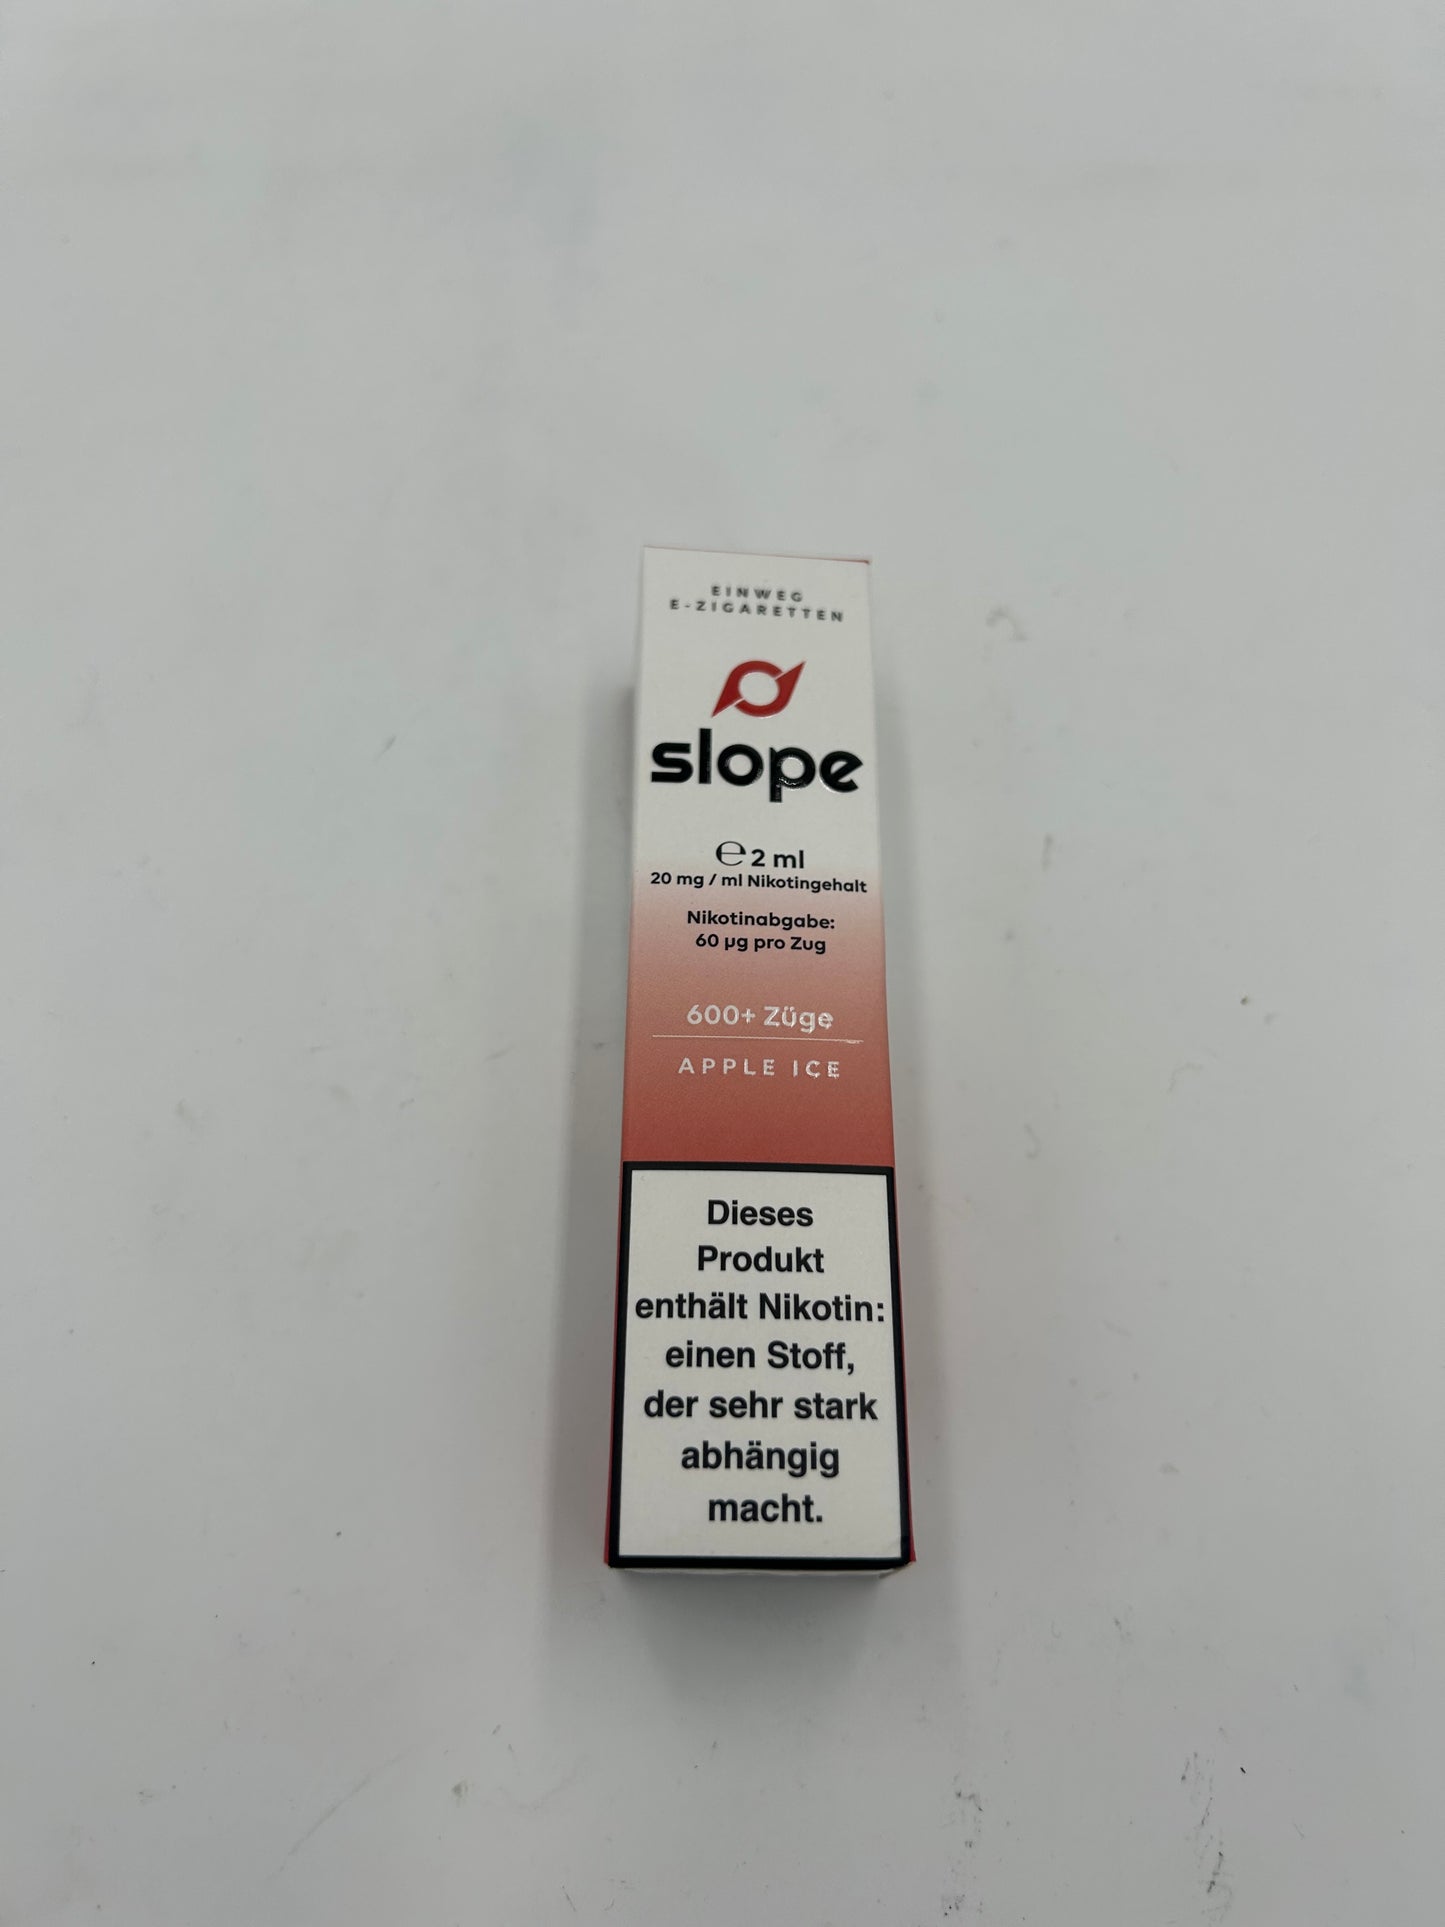 EINWEG
E-ZIGARETTEN
slope
℮ 2 ml
20 mg / ml Nikotingehalt
Nikotinabgabe:
60 µg pro Zug
600+ Züge
APPLE ICE
Dieses
Produkt
enthält Nikotin:
einen Stoff,
der sehr stark
abhängig
macht.